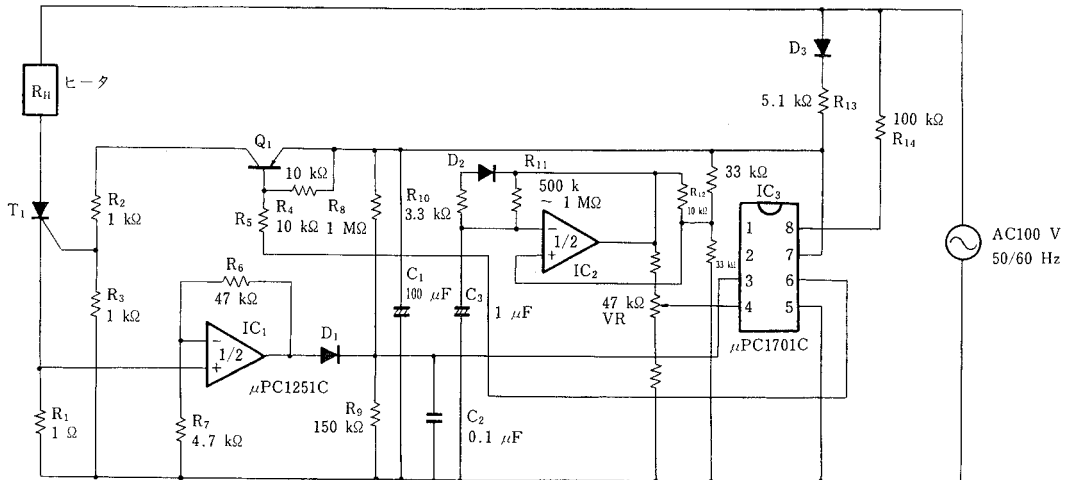 D₃
5.1 kΩ
R₁₃
100 kΩ
R₁₄
R_H
ヒータ
Q₁
10 kΩ
R₄
R₅
10 kΩ
R₈
1 MΩ
R₂
1 kΩ
T₁
R₃
1 kΩ
R₁
1 Ω
R₆
47 kΩ
IC₁
−
+
1/2
μPC1251C
D₁
R₇
4.7 kΩ
R₉
150 kΩ
C₁
100 μF
C₂
0.1 μF
D₂
R₁₀
3.3 kΩ
R₁₁
500 k
~ 1 MΩ
C₃
1 μF
−
+
1/2
IC₂
R₁₂
10 kΩ
33 kΩ
33 kΩ
47 kΩ
VR
IC₃
1
2
3
4
8
7
6
5
μPC1701C
AC100 V
50/60 Hz